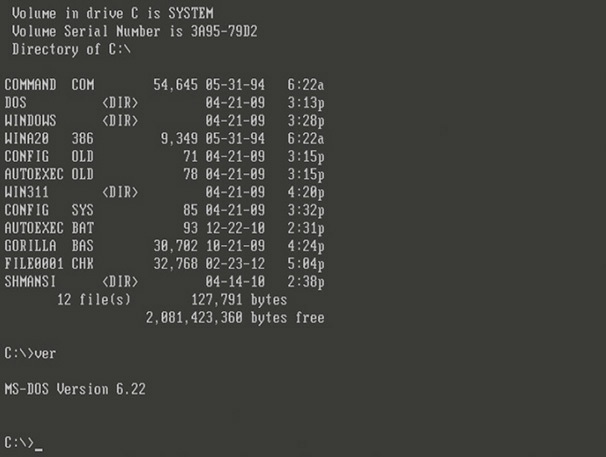 Volume in drive C is SYSTEM
Volume Serial Number is 3A95-79D2
Directory of C:\
COMMAND COM 54,645 05-31-94 6:22a
DOS <DIR> 04-21-09 3:13p
WINDOWS <DIR> 04-21-09 3:28p
WINA20 386 9,349 05-31-94 6:22a
CONFIG OLD 71 04-21-09 3:15p
AUTOEXEC OLD 78 04-21-09 3:15p
WIN311 <DIR> 04-21-09 4:20p
CONFIG SYS 85 04-21-09 3:32p
AUTOEXEC BAT 93 12-22-10 2:31p
GORILLA BAS 30,702 10-21-09 4:24p
FILE0001 CHK 32,768 02-23-12 5:04p
SHMANSI <DIR> 04-14-10 2:38p
12 file(s) 127,791 bytes
2,081,423,360 bytes free
C:\>ver
MS-DOS Version 6.22
C:\>_